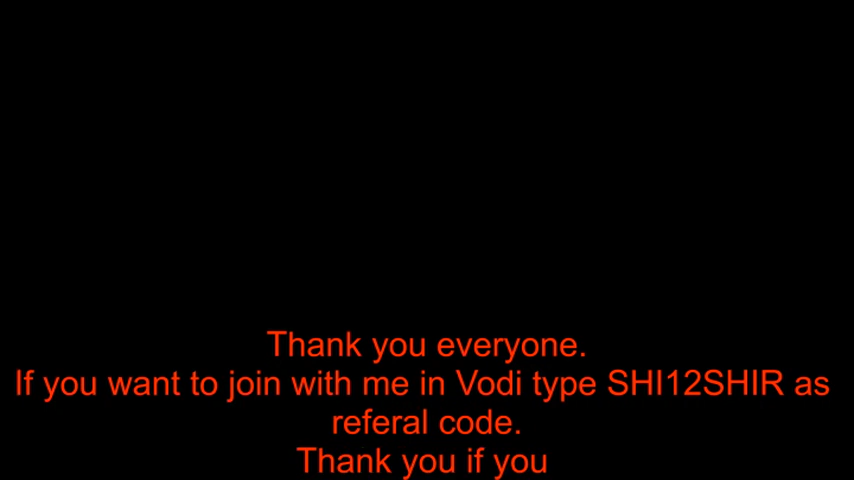 Thank you everyone.
If you want to join with me in Vodi type SHI12SHIR as
referal code.
Thank you if you